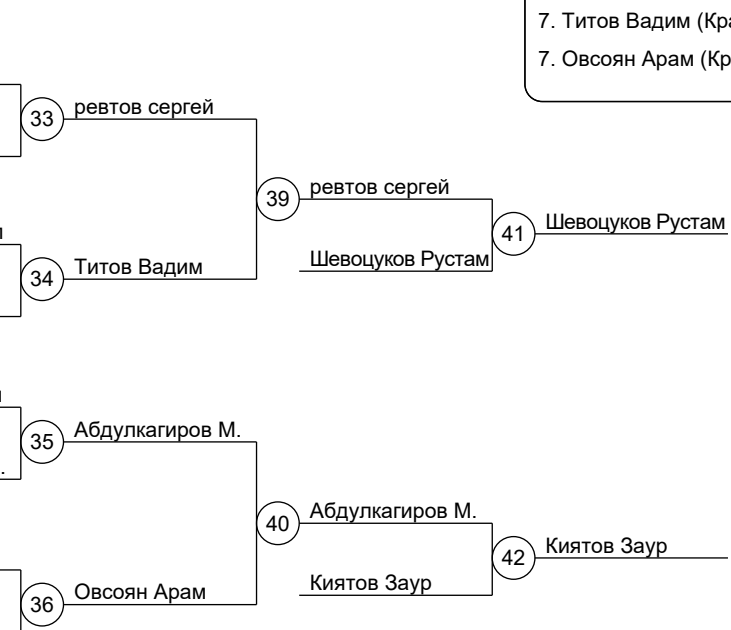 7. Титов Вадим (Кра
7. Овсоян Арам (Кр
33 ревтов сергей
39 ревтов сергей
41 Шевоцуков Рустам
Шевоцуков Рустам
34 Титов Вадим
35 Абдулкагиров М.
40 Абдулкагиров М.
42 Киятов Заур
Киятов Заур
36 Овсоян Арам